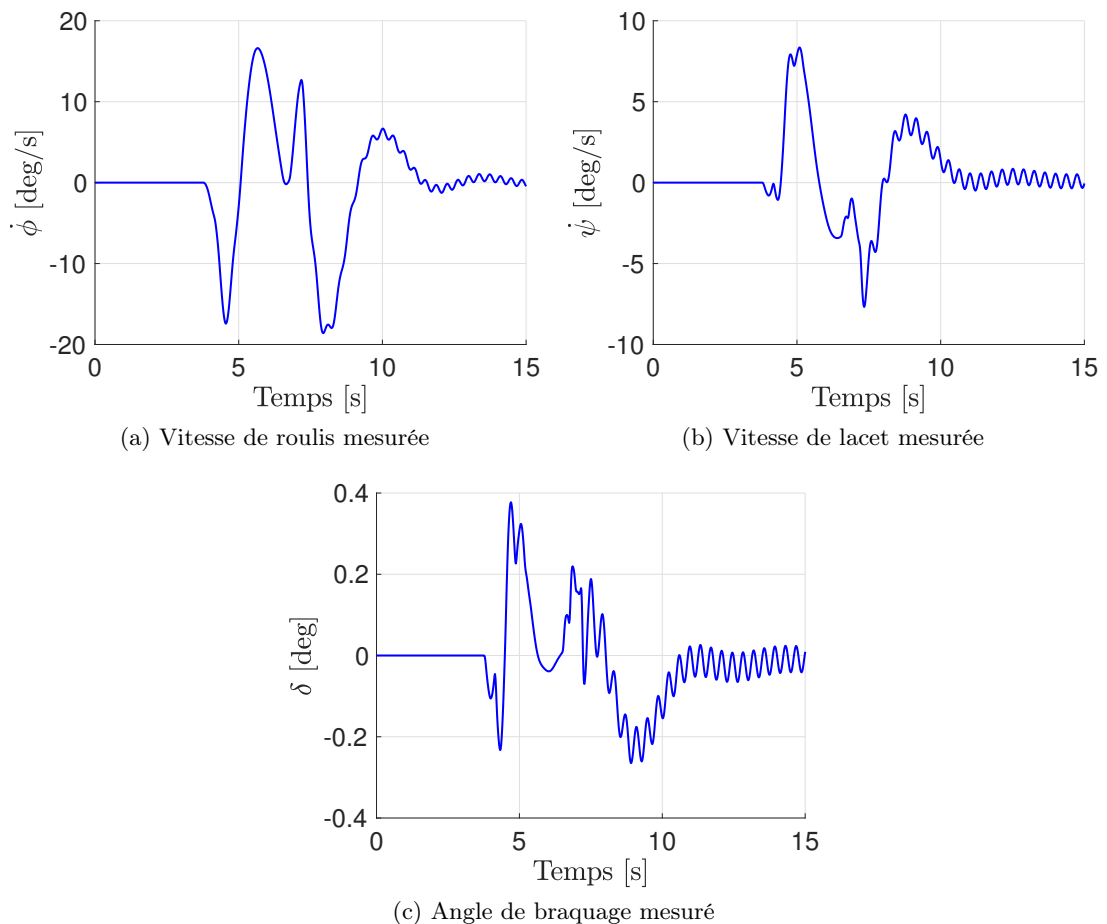 20
10
0
-10
-20
0 5 10 15
ϕ̇ [deg/s]
Temps [s]
(a) Vitesse de roulis mesurée
10
5
0
-5
-10
0 5 10 15
ψ̇ [deg/s]
Temps [s]
(b) Vitesse de lacet mesurée
0.4
0.2
0
-0.2
-0.4
0 5 10 15
δ [deg]
Temps [s]
(c) Angle de braquage mesuré